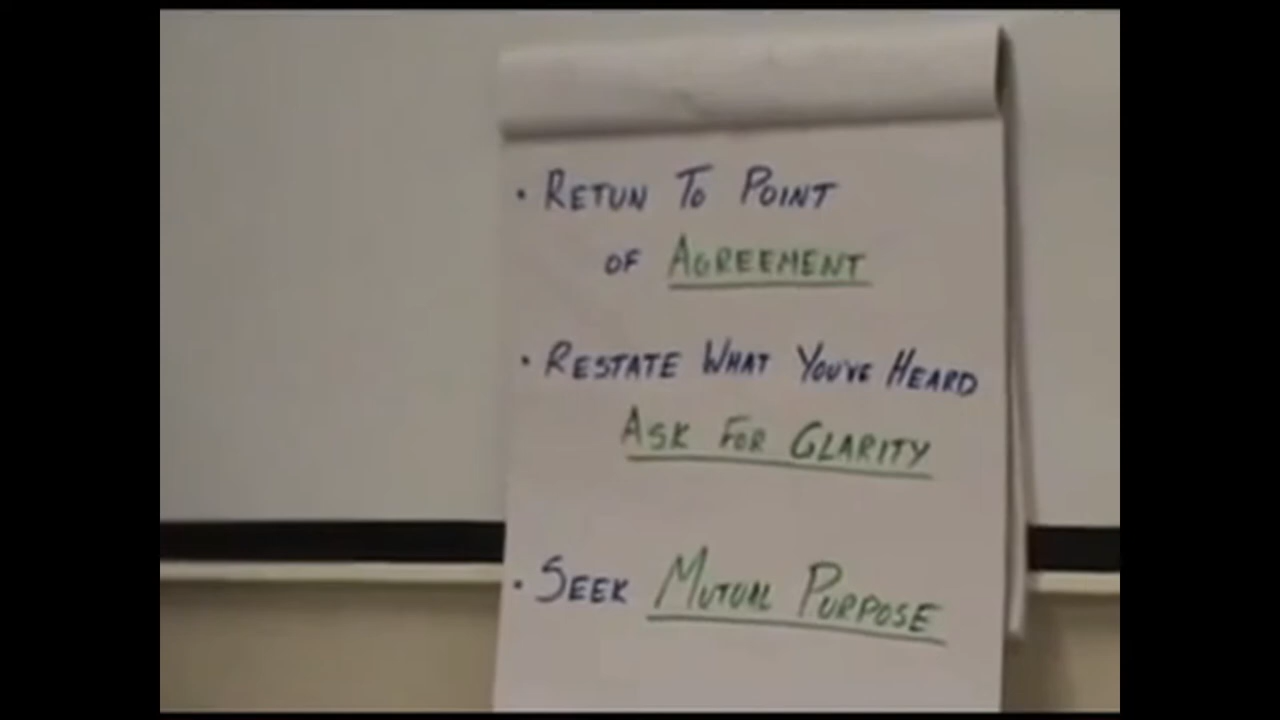 · RETUN TO POINT
OF AGREEMENT
· RESTATE WHAT YOU'VE HEARD
ASK FOR CLARITY
· SEEK MUTUAL PURPOSE